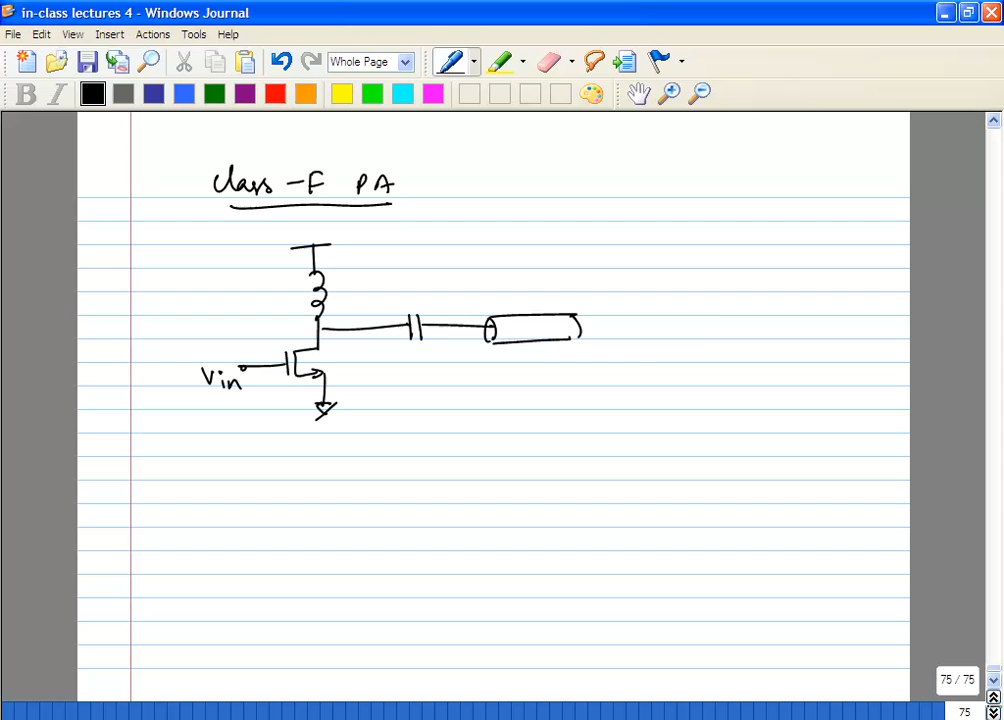 in-class lectures 4 - Windows Journal
File Edit View Insert Actions Tools Help
Whole Page
B I
class -F PA
Vin
75 / 75
75